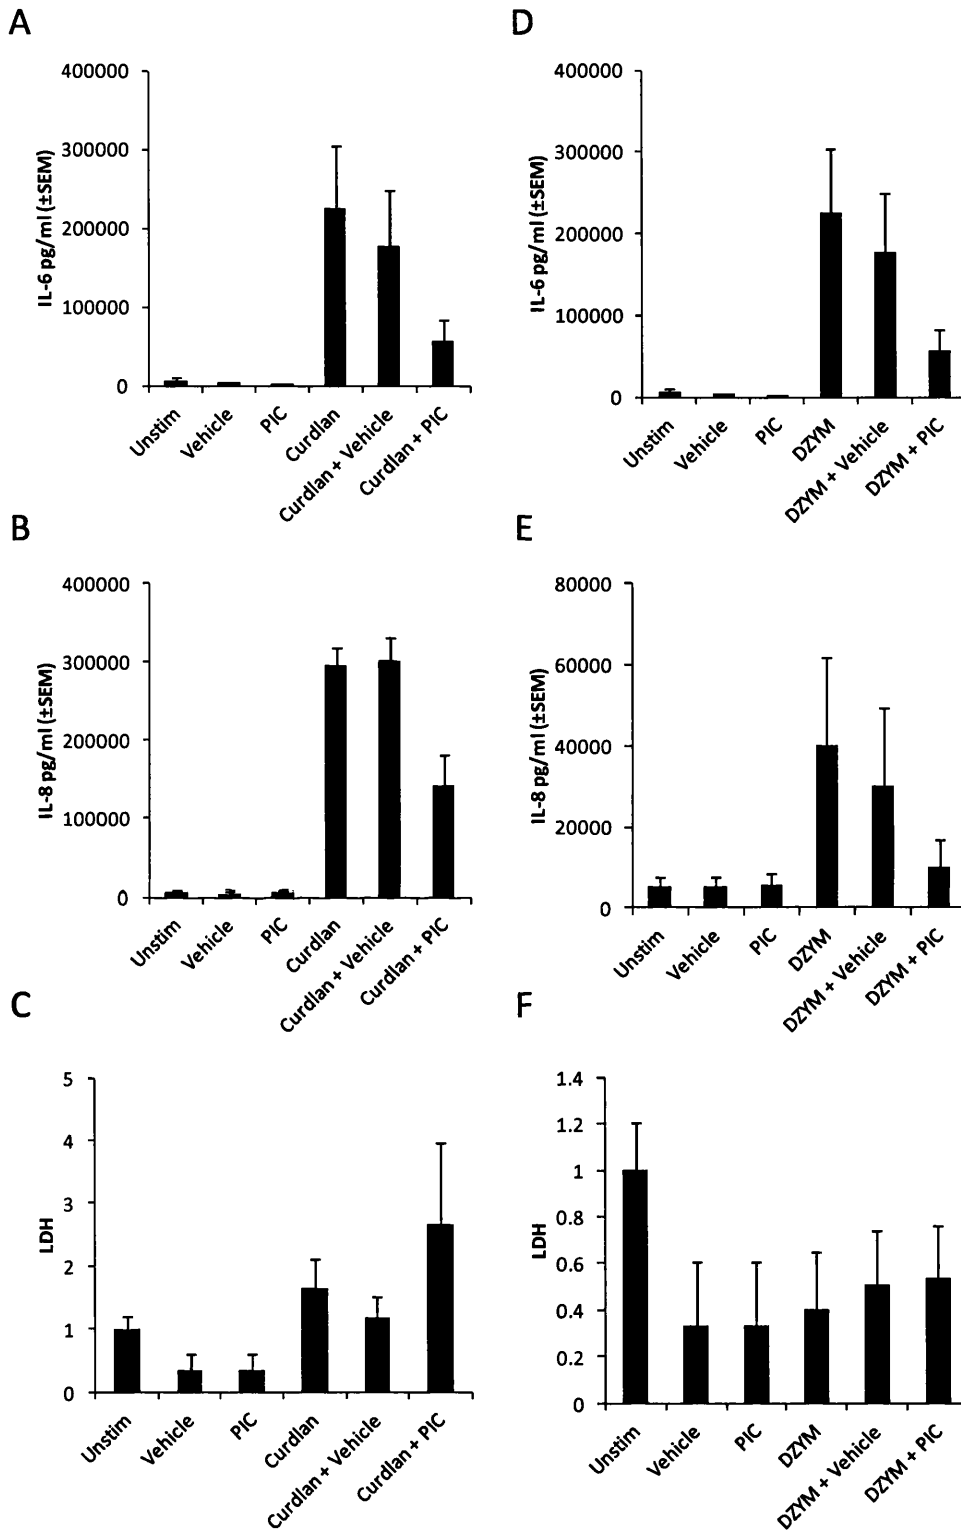 A
400000
300000
200000
100000
0
IL-6 pg/ml (±SEM)
Unstim
Vehicle
PIC
Curdlan
Curdlan + Vehicle
Curdlan + PIC
D
400000
300000
200000
100000
0
IL-6 pg/ml (±SEM)
Unstim
Vehicle
PIC
DZYM
DZYM + Vehicle
DZYM + PIC
B
400000
300000
200000
100000
0
IL-8 pg/ml (±SEM)
Unstim
Vehicle
PIC
Curdlan
Curdlan + Vehicle
Curdlan + PIC
E
80000
60000
40000
20000
0
IL-8 pg/ml (±SEM)
Unstim
Vehicle
PIC
DZYM
DZYM + Vehicle
DZYM + PIC
C
5
4
3
2
1
0
LDH
Unstim
Vehicle
PIC
Curdlan
Curdlan + Vehicle
Curdlan + PIC
F
1.4
1.2
1
0.8
0.6
0.4
0.2
0
LDH
Unstim
Vehicle
PIC
DZYM
DZYM + Vehicle
DZYM + PIC